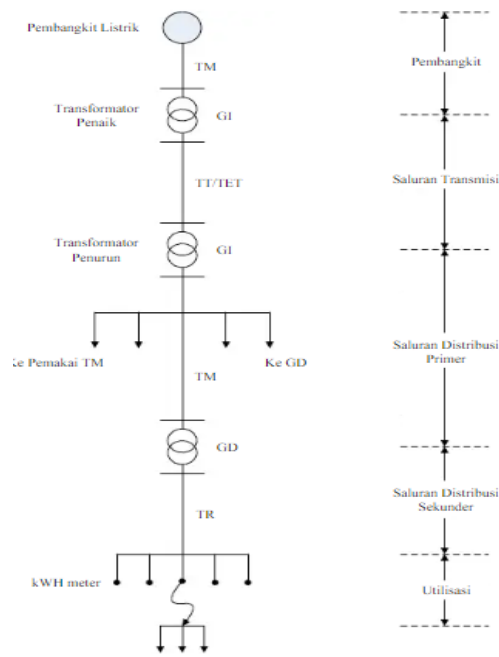 Pembangkit Listrik
TM
Pembangkit
Transformator
Penaik
GI
TT/TET
Saluran Transmisi
Transformator
Penurun
GI
Ke Pemakai TM
Ke GD
TM
Saluran Distribusi
Primer
GD
TR
Saluran Distribusi
Sekunder
kWH meter
Utilisasi